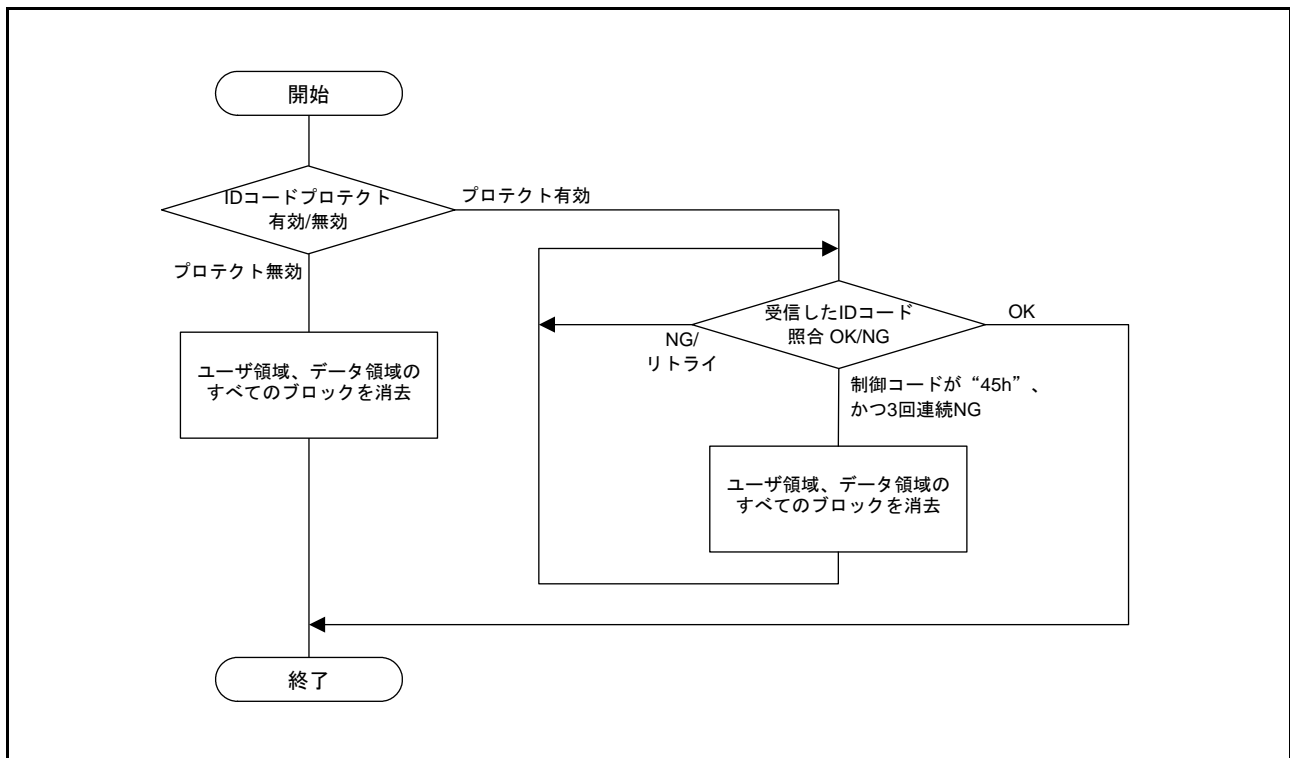 開始
IDコードプロテクト
有効/無効
プロテクト有効
プロテクト無効
ユーザ領域、データ領域の
すべてのブロックを消去
受信したIDコード
照合 OK/NG
OK
NG/
リトライ
制御コードが“45h”、
かつ3回連続NG
ユーザ領域、データ領域の
すべてのブロックを消去
終了